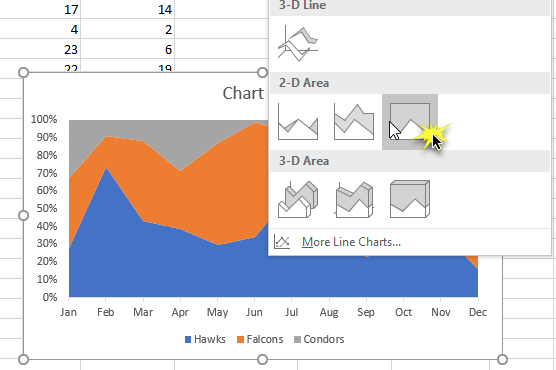 3-D Line
17 14
4 2
23 6
22 19
2-D Area
Chart
3-D Area
More Line Charts...
100%
90%
80%
70%
60%
50%
40%
30%
20%
10%
0%
Jan Feb Mar Apr May Jun Jul Aug Sep Oct Nov Dec
Hawks Falcons Condors